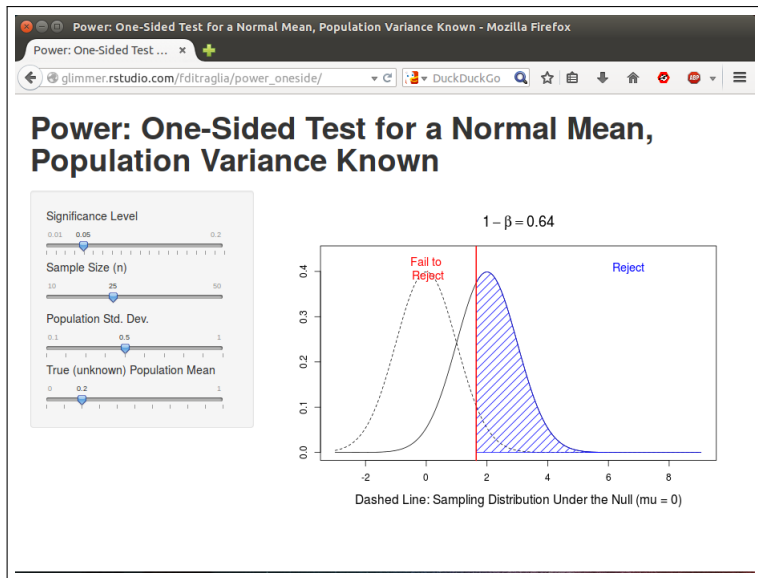 Power: One-Sided Test for a Normal Mean, Population Variance Known - Mozilla Firefox
Power: One-Sided Test ... ×
glimmer.rstudio.com/fditraglia/power_oneside/
DuckDuckGo
ABP
Power: One-Sided Test for a Normal Mean,
Population Variance Known
Significance Level
0.01 0.05 0.2
Sample Size (n)
10 25 50
Population Std. Dev.
0.1 0.5 1
True (unknown) Population Mean
0 0.2 1
1 − β = 0.64
Fail to
Reject
Reject
0.4
0.3
0.2
0.1
0.0
-2 0 2 4 6 8
Dashed Line: Sampling Distribution Under the Null (mu = 0)